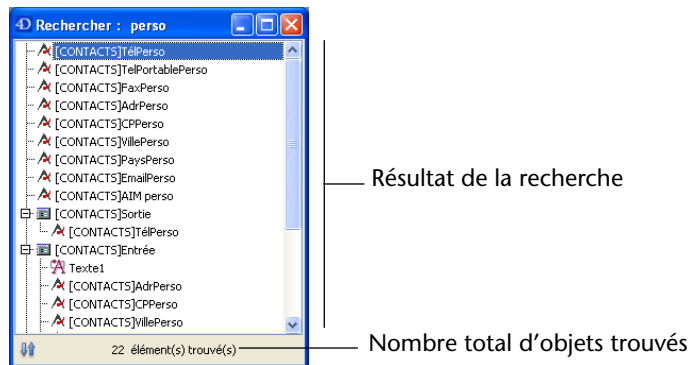 4D Rechercher : perso
[CONTACTS]TélPerso
[CONTACTS]TelPortablePerso
[CONTACTS]FaxPerso
[CONTACTS]AdrPerso
[CONTACTS]CPPerso
[CONTACTS]VillePerso
[CONTACTS]PaysPerso
[CONTACTS]EmailPerso
[CONTACTS]AIM perso
[CONTACTS]Sortie
[CONTACTS]TélPerso
[CONTACTS]Entrée
Texte1
[CONTACTS]AdrPerso
[CONTACTS]CPPerso
[CONTACTS]VillePerso
22 élément(s) trouvé(s)
Résultat de la recherche
Nombre total d'objets trouvés